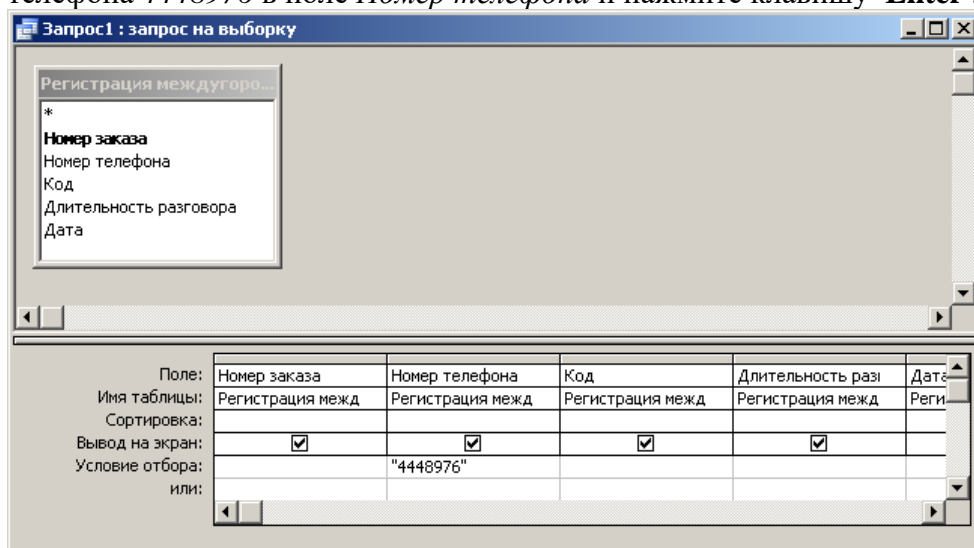 телефона 4448976 в поле Номер телефона и нажмите клавишу Enter
Запрос1 : запрос на выборку
Регистрация междугоро...
*
Номер заказа
Номер телефона
Код
Длительность разговора
Дата
Поле: Номер заказа Номер телефона Код Длительность разі Дата
Имя таблицы: Регистрация межд Регистрация межд Регистрация межд Регистрация межд Реги
Сортировка:
Вывод на экран:
Условие отбора: "4448976"
или: